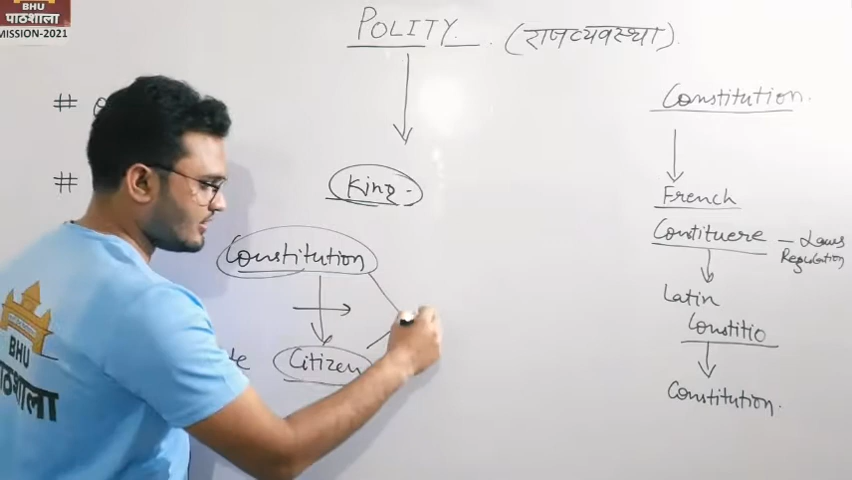 BHU
पाठशाला
MISSION-2021
POLITY. (राजव्यवस्था).
#
#
King
Constitution
Citizen
Constitution.
French
Contituere - Laws
Regulation
Latin
Constitio
Constitution.
BHU
पाठशाला